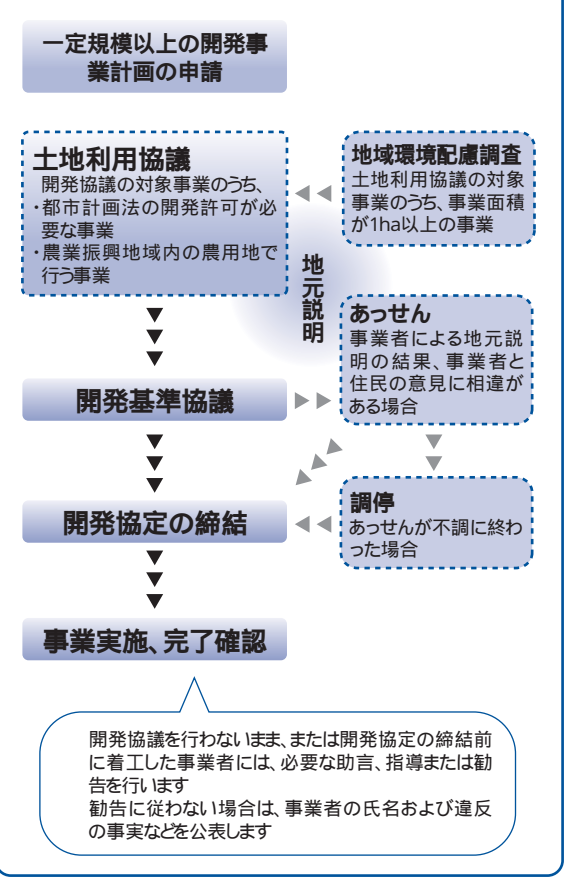 一定規模以上の開発事
業計画の申請
土地利用協議
開発協議の対象事業のうち、
・都市計画法の開発許可が必
要な事業
・農業振興地域内の農用地で
行う事業
地域環境配慮調査
土地利用協議の対象
事業のうち、事業面積
が1ha以上の事業
地元説明
あっせん
事業者による地元説
明の結果、事業者と
住民の意見に相違が
ある場合
開発基準協議
調停
あっせんが不調に終わ
った場合
開発協定の締結
事業実施、完了確認
開発協議を行わないまま、または開発協定の締結前
に着工した事業者には、必要な助言、指導または勧
告を行います
勧告に従わない場合は、事業者の氏名および違反
の事実などを公表します